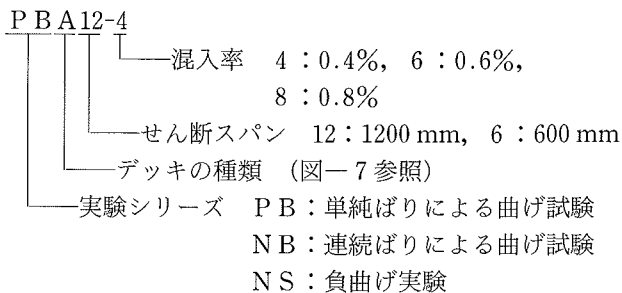 PBA12-4
混入率 4：0.4%， 6：0.6%，
8：0.8%
せん断スパン 12：1200 mm， 6：600 mm
デッキの種類 （図―7参照）
実験シリーズ PB：単純ばりによる曲げ試験
NB：連続ばりによる曲げ試験
NS：負曲げ実験